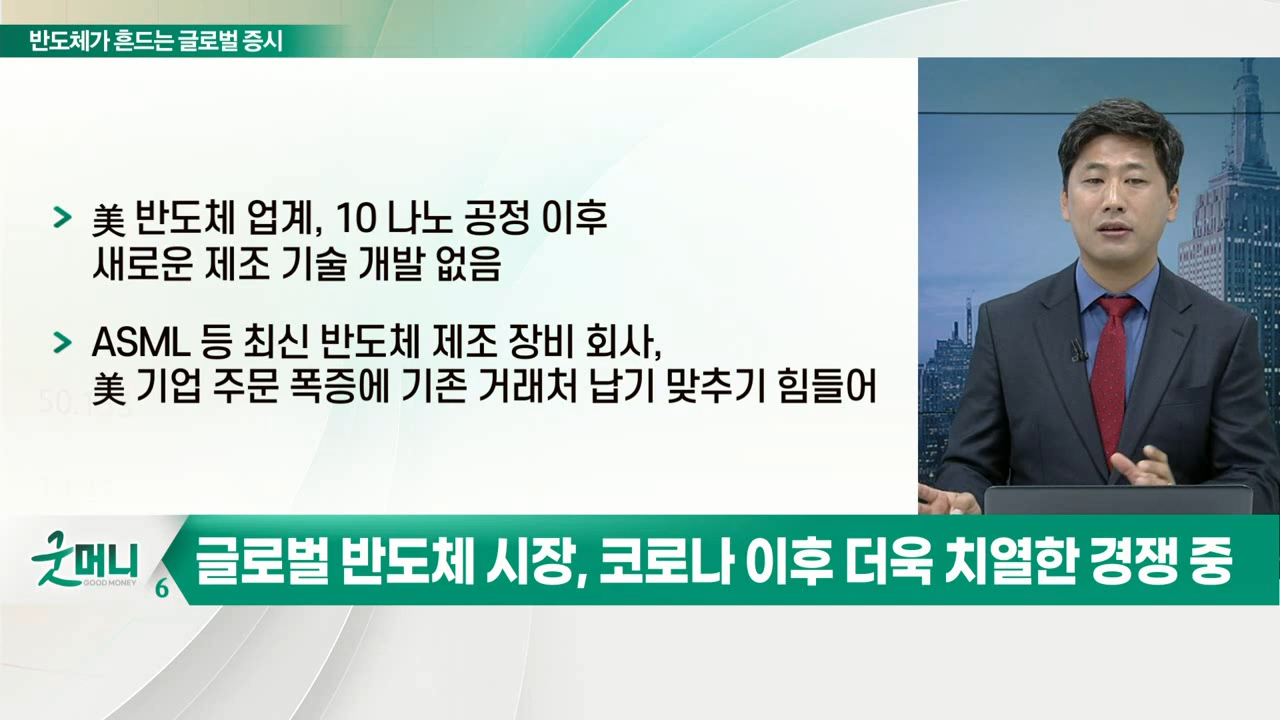 반도체가 흔드는 글로벌 증시
> 美 반도체 업계, 10 나노 공정 이후
새로운 제조 기술 개발 없음
> ASML 등 최신 반도체 제조 장비 회사,
美 기업 주문 폭증에 기존 거래처 납기 맞추기 힘들어
굿머니
GOOD MONEY
6
글로벌 반도체 시장, 코로나 이후 더욱 치열한 경쟁 중